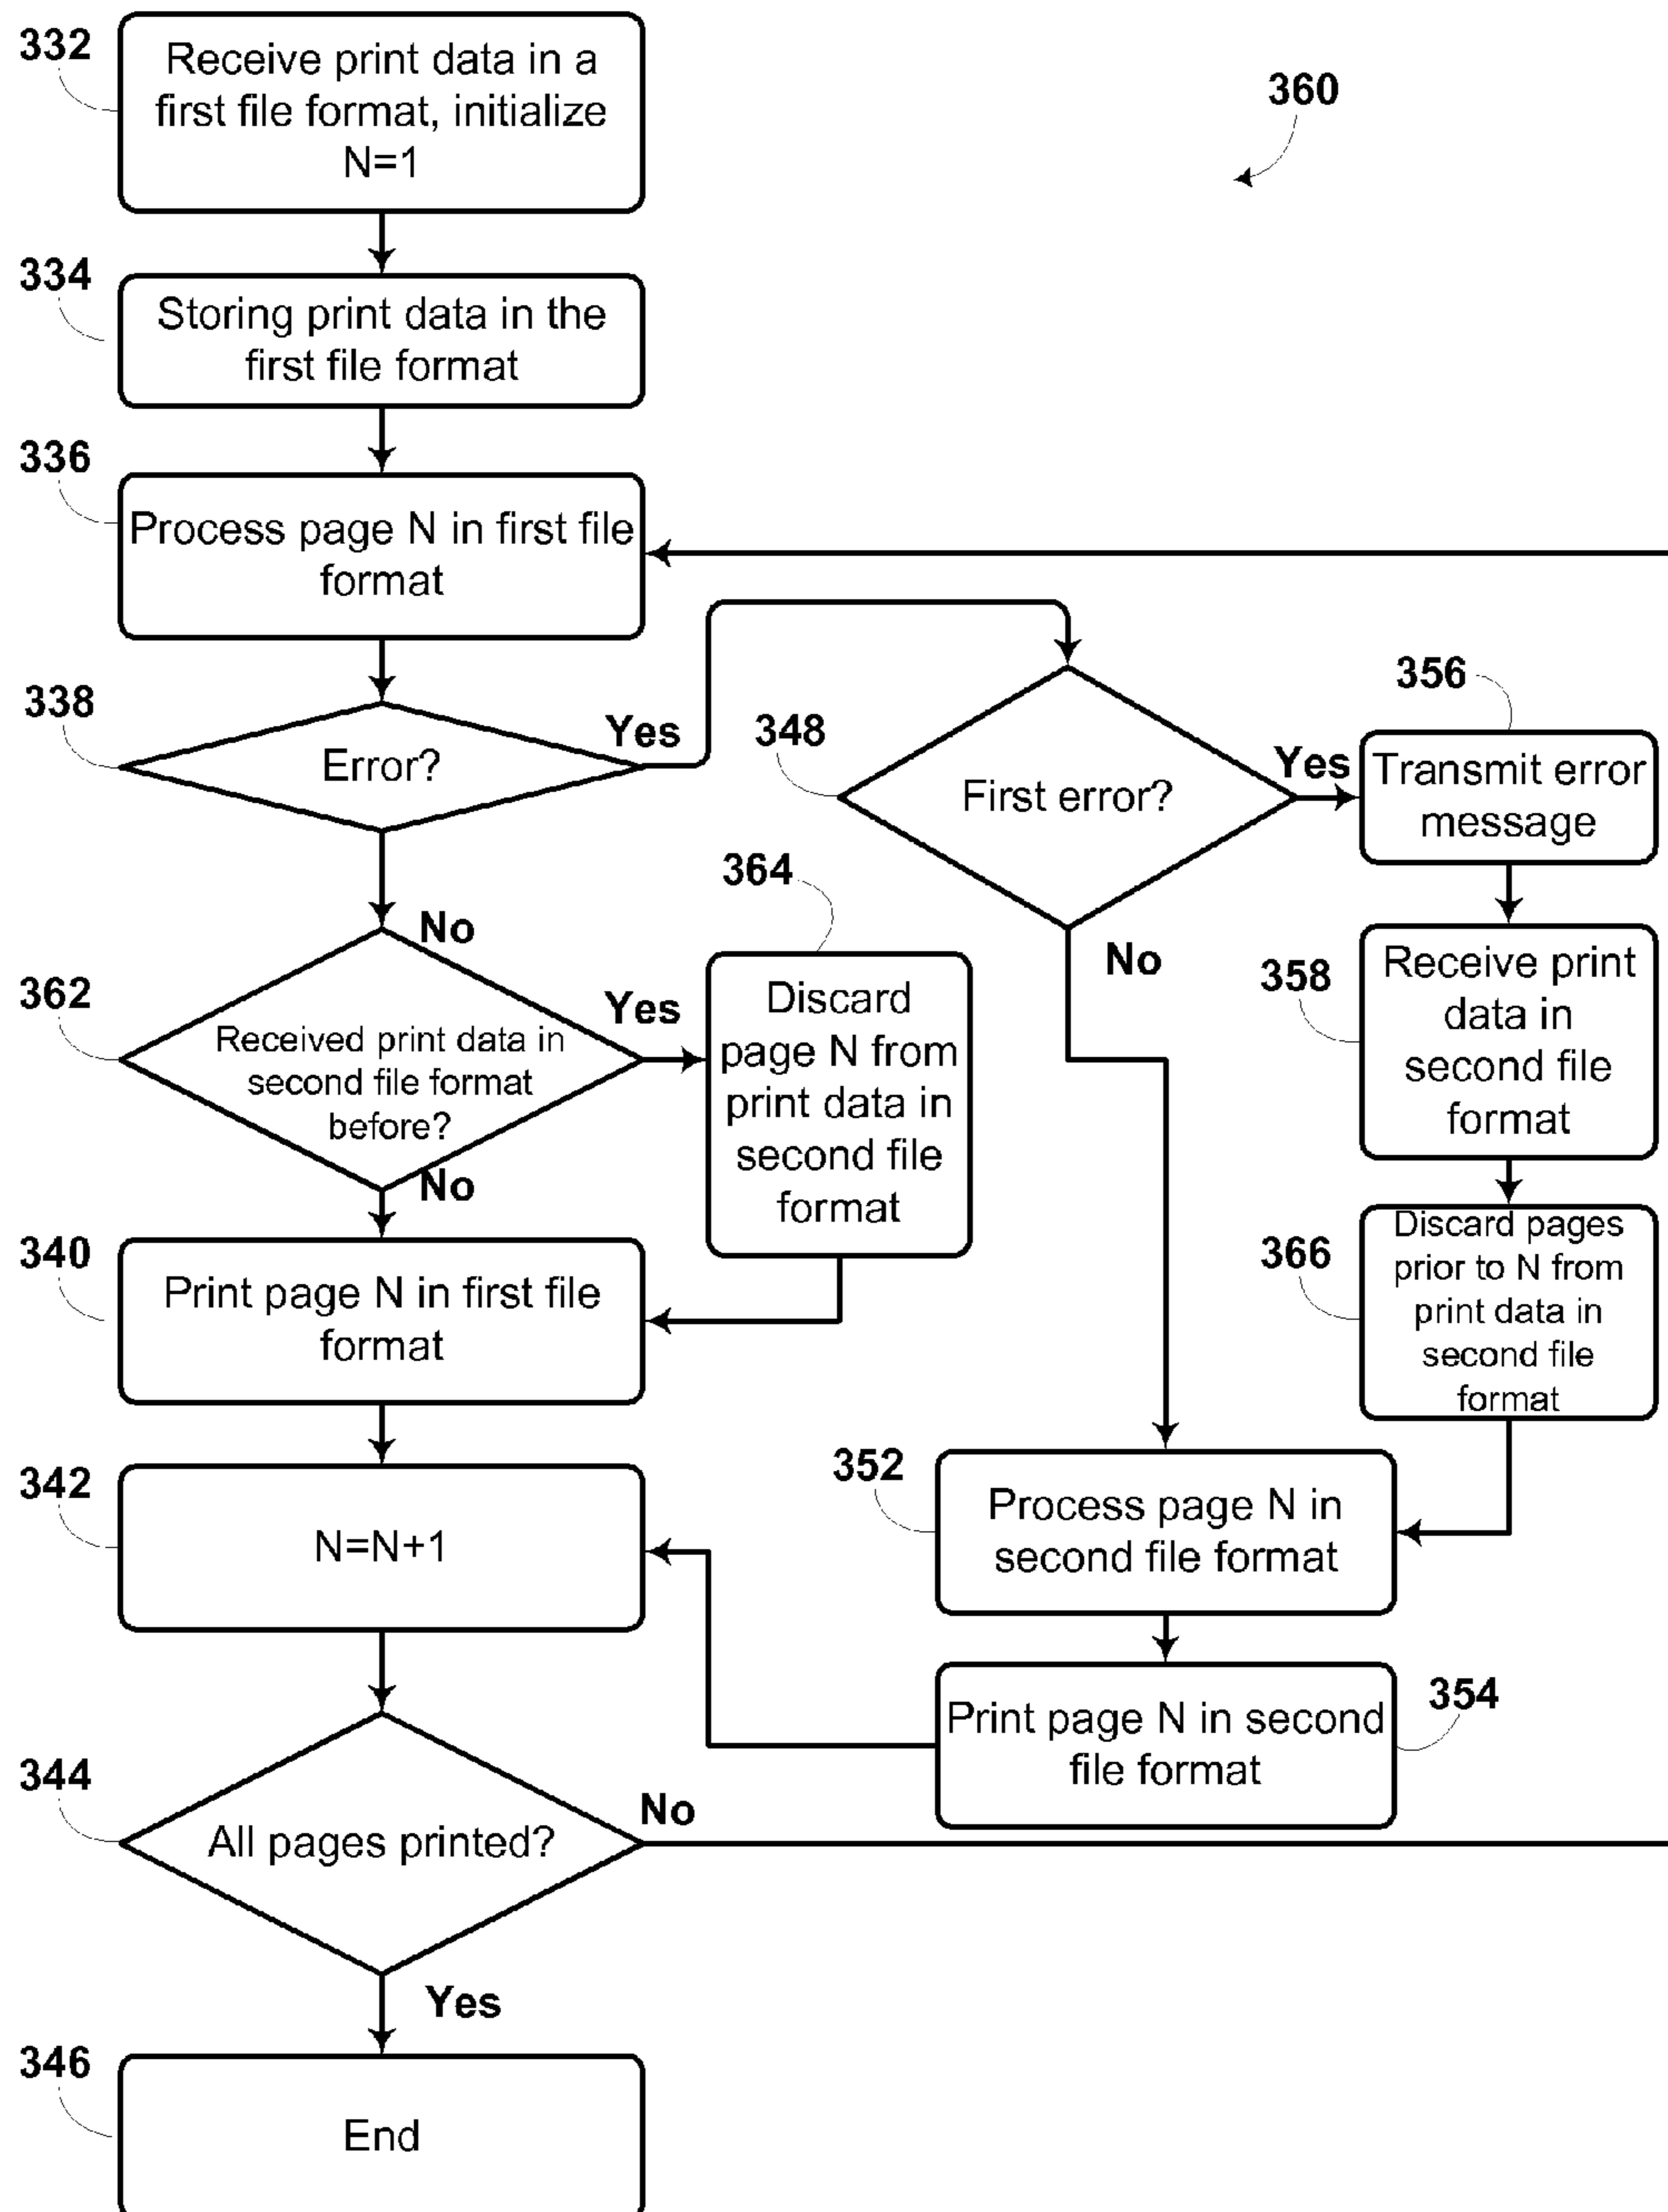 332
Receive print data in a
first file format, initialize
N=1
360
334
Storing print data in the
first file format
336
Process page N in first file
format
338
Error?
Yes
348
First error?
Yes
356
Transmit error
message
No
364
Discard
page N from
print data in
second file
format
362
Received print data in
second file format
before?
Yes
No
No
358
Receive print
data in
second file
format
366
Discard pages
prior to N from
print data in
second file
format
340
Print page N in first file
format
342
N=N+1
352
Process page N in
second file format
354
Print page N in second
file format
344
All pages printed?
No
Yes
346
End